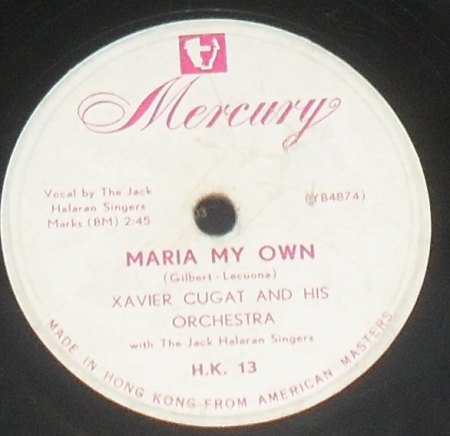 Mercury
Vocal by The Jack
Halaran Singers
Marks (BM) 2:45
(YB4874)
MARIA MY OWN
(Gilbert - Lecuona)
XAVIER CUGAT AND HIS
ORCHESTRA
with The Jack Halaran Singers
H.K. 13
MADE IN HONG KONG FROM AMERICAN MASTERS